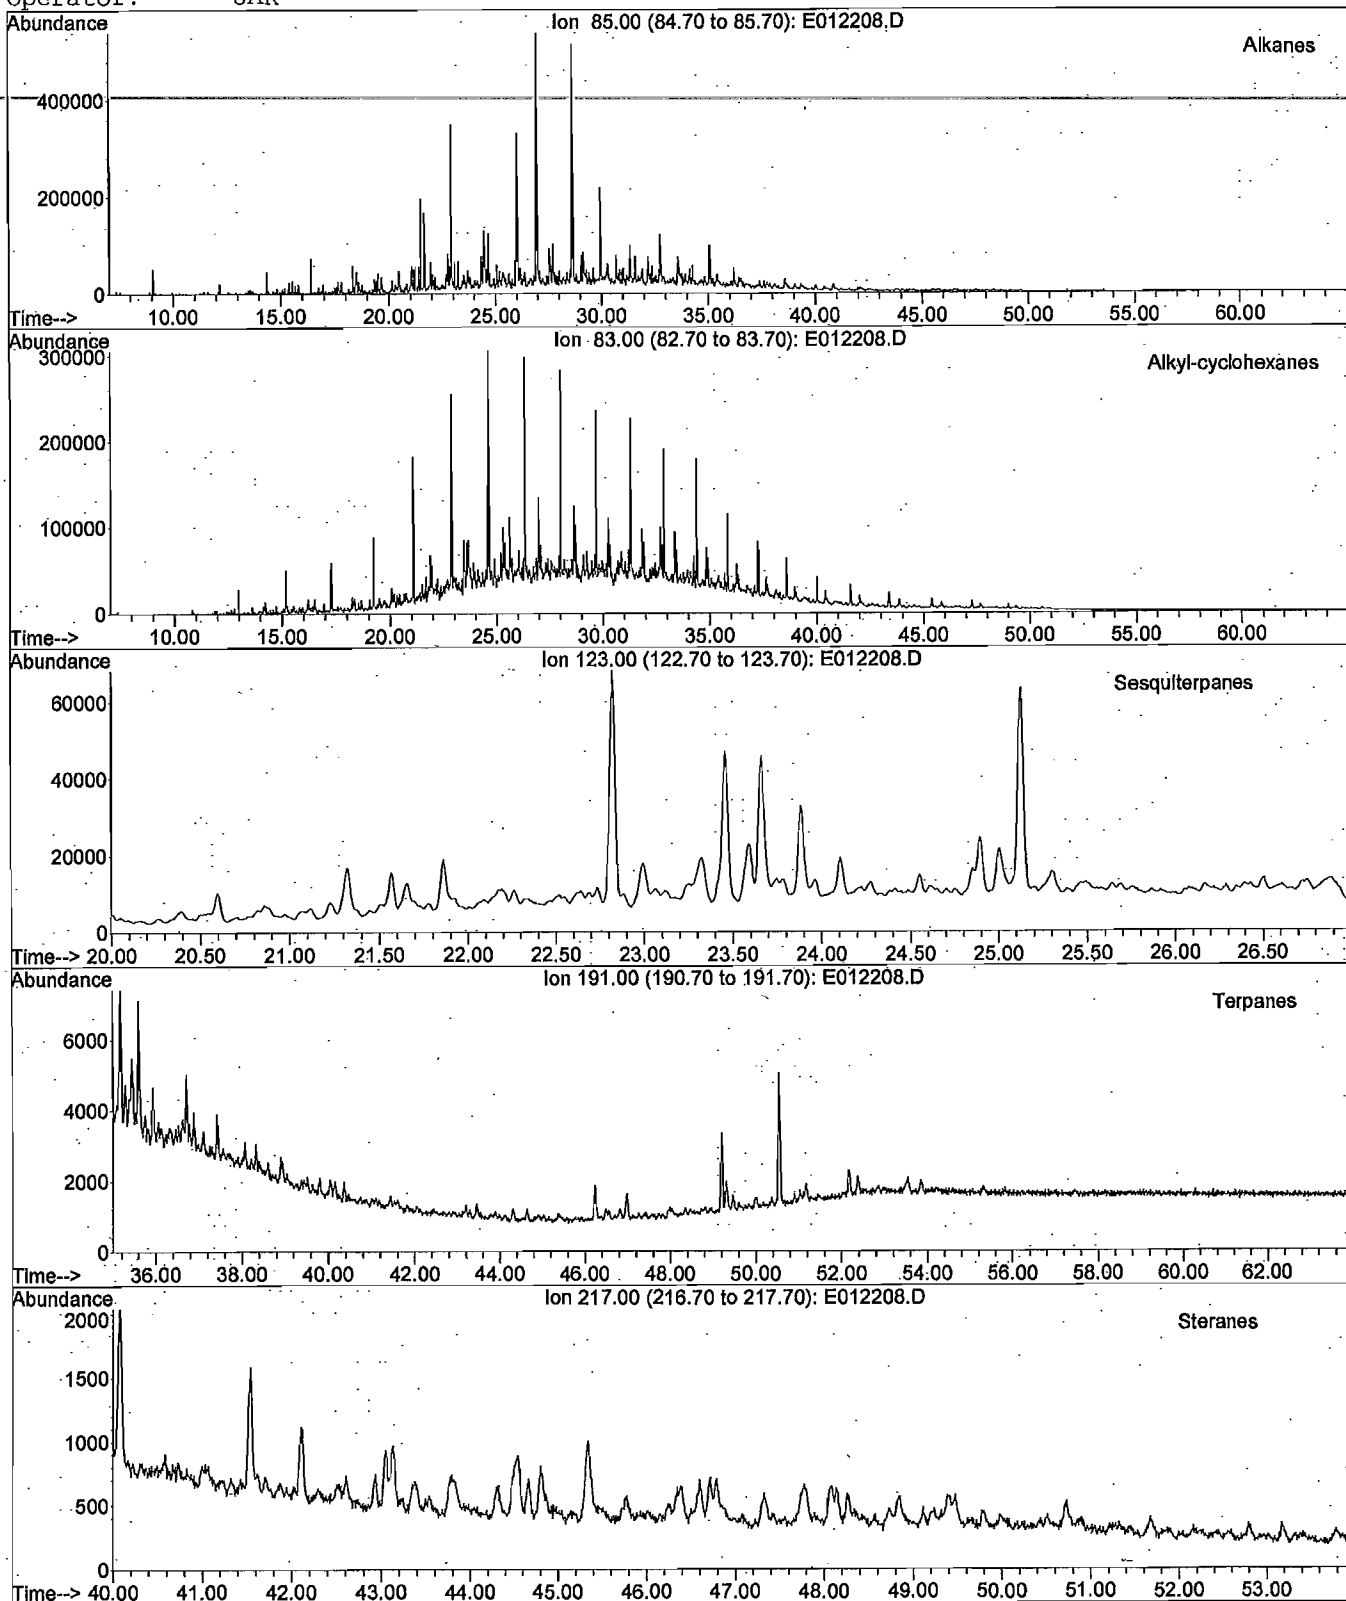 Operator:
Abundance
Ion 85.00 (84.70 to 85.70): E012208.D
Alkanes
400000
200000
0
Time-->
10.00 15.00 20.00 25.00 30.00 35.00 40.00 45.00 50.00 55.00 60.00
Abundance
Ion 83.00 (82.70 to 83.70): E012208.D
300000
Alkyl-cyclohexanes
200000
100000
0
Time-->
10.00 15.00 20.00 25.00 30.00 35.00 40.00 45.00 50.00 55.00 60.00
Abundance
Ion 123.00 (122.70 to 123.70): E012208.D
Sesquiterpanes
60000
40000
20000
0
Time--> 20.00 20.50 21.00 21.50 22.00 22.50 23.00 23.50 24.00 24.50 25.00 25.50 26.00 26.50
Abundance
Ion 191.00 (190.70 to 191.70): E012208.D
Terpanes
6000
4000
2000
0
Time-->
36.00 38.00 40.00 42.00 44.00 46.00 48.00 50.00 52.00 54.00 56.00 58.00 60.00 62.00
Abundance
Ion 217.00 (216.70 to 217.70): E012208.D
2000
Steranes
1500
1000
500
0
Time--> 40.00 41.00 42.00 43.00 44.00 45.00 46.00 47.00 48.00 49.00 50.00 51.00 52.00 53.00